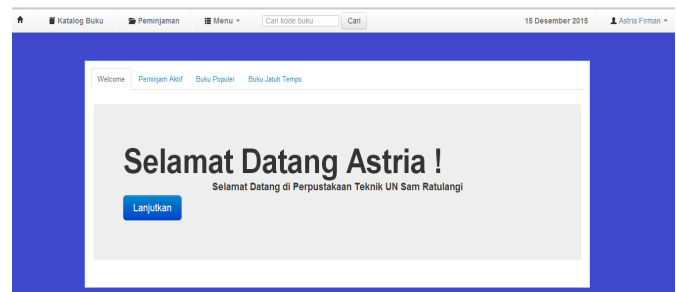 Katalog Buku Peminjaman Menu Cari kode buku Cari 15 Desember 2015 Astria Firman
Welcome Peminjam Aktif Buku Populer Buku Jatuh Tempo
Selamat Datang Astria !
Selamat Datang di Perpustakaan Teknik UN Sam Ratulangi
Lanjutkan